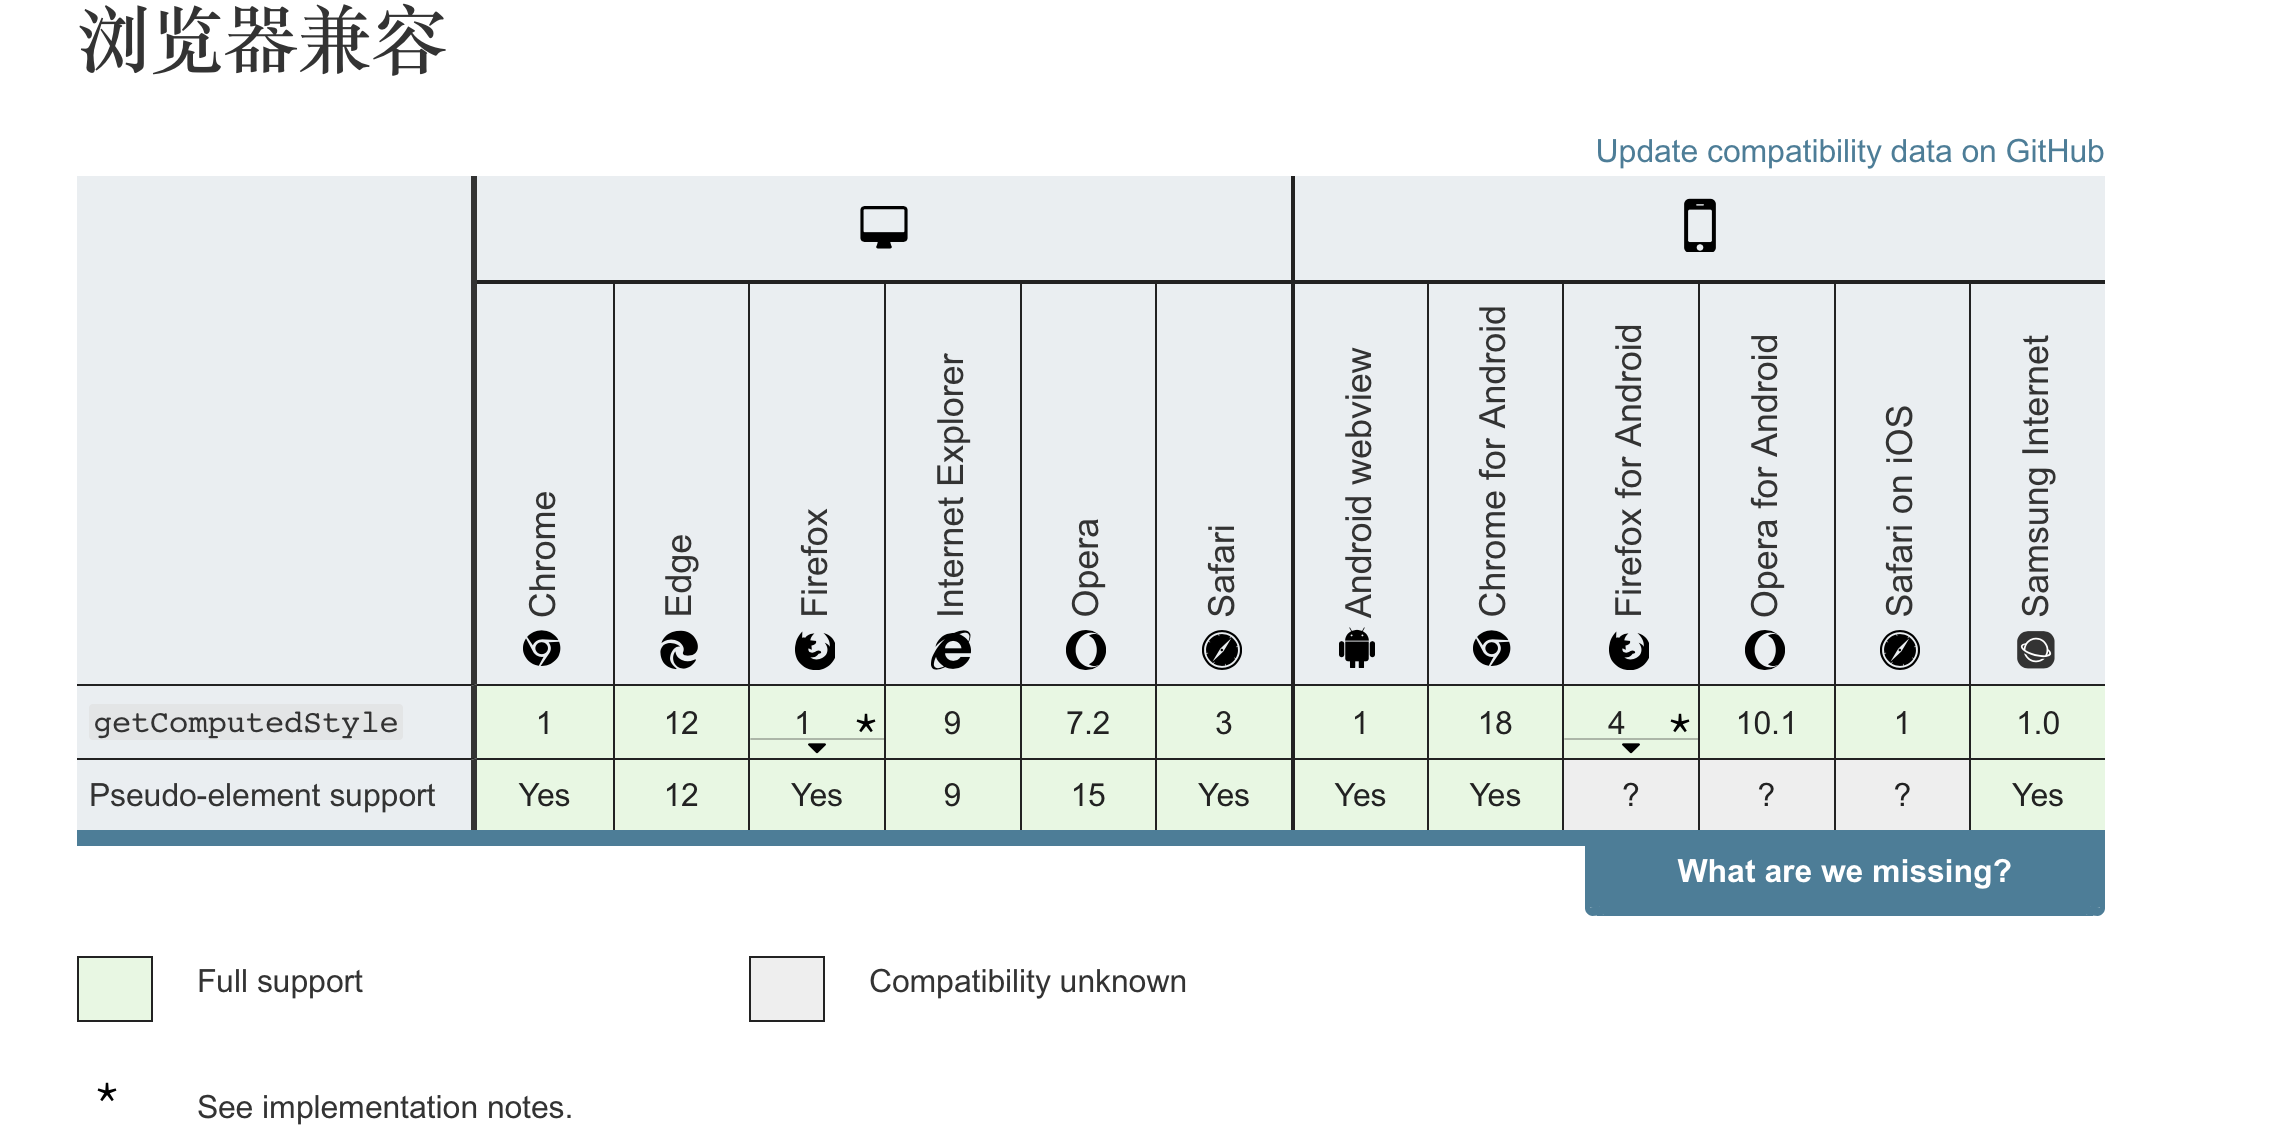 浏览器兼容
Update compatibility data on GitHub
Chrome
Edge
Firefox
Internet Explorer
Opera
Safari
Android webview
Chrome for Android
Firefox for Android
Opera for Android
Safari on iOS
Samsung Internet
getComputedStyle 1 12 1 * 9 7.2 3 1 18 4 * 10.1 1 1.0
Pseudo-element support Yes 12 Yes 9 15 Yes Yes Yes ? ? ? Yes
What are we missing?
Full support
Compatibility unknown
* See implementation notes.